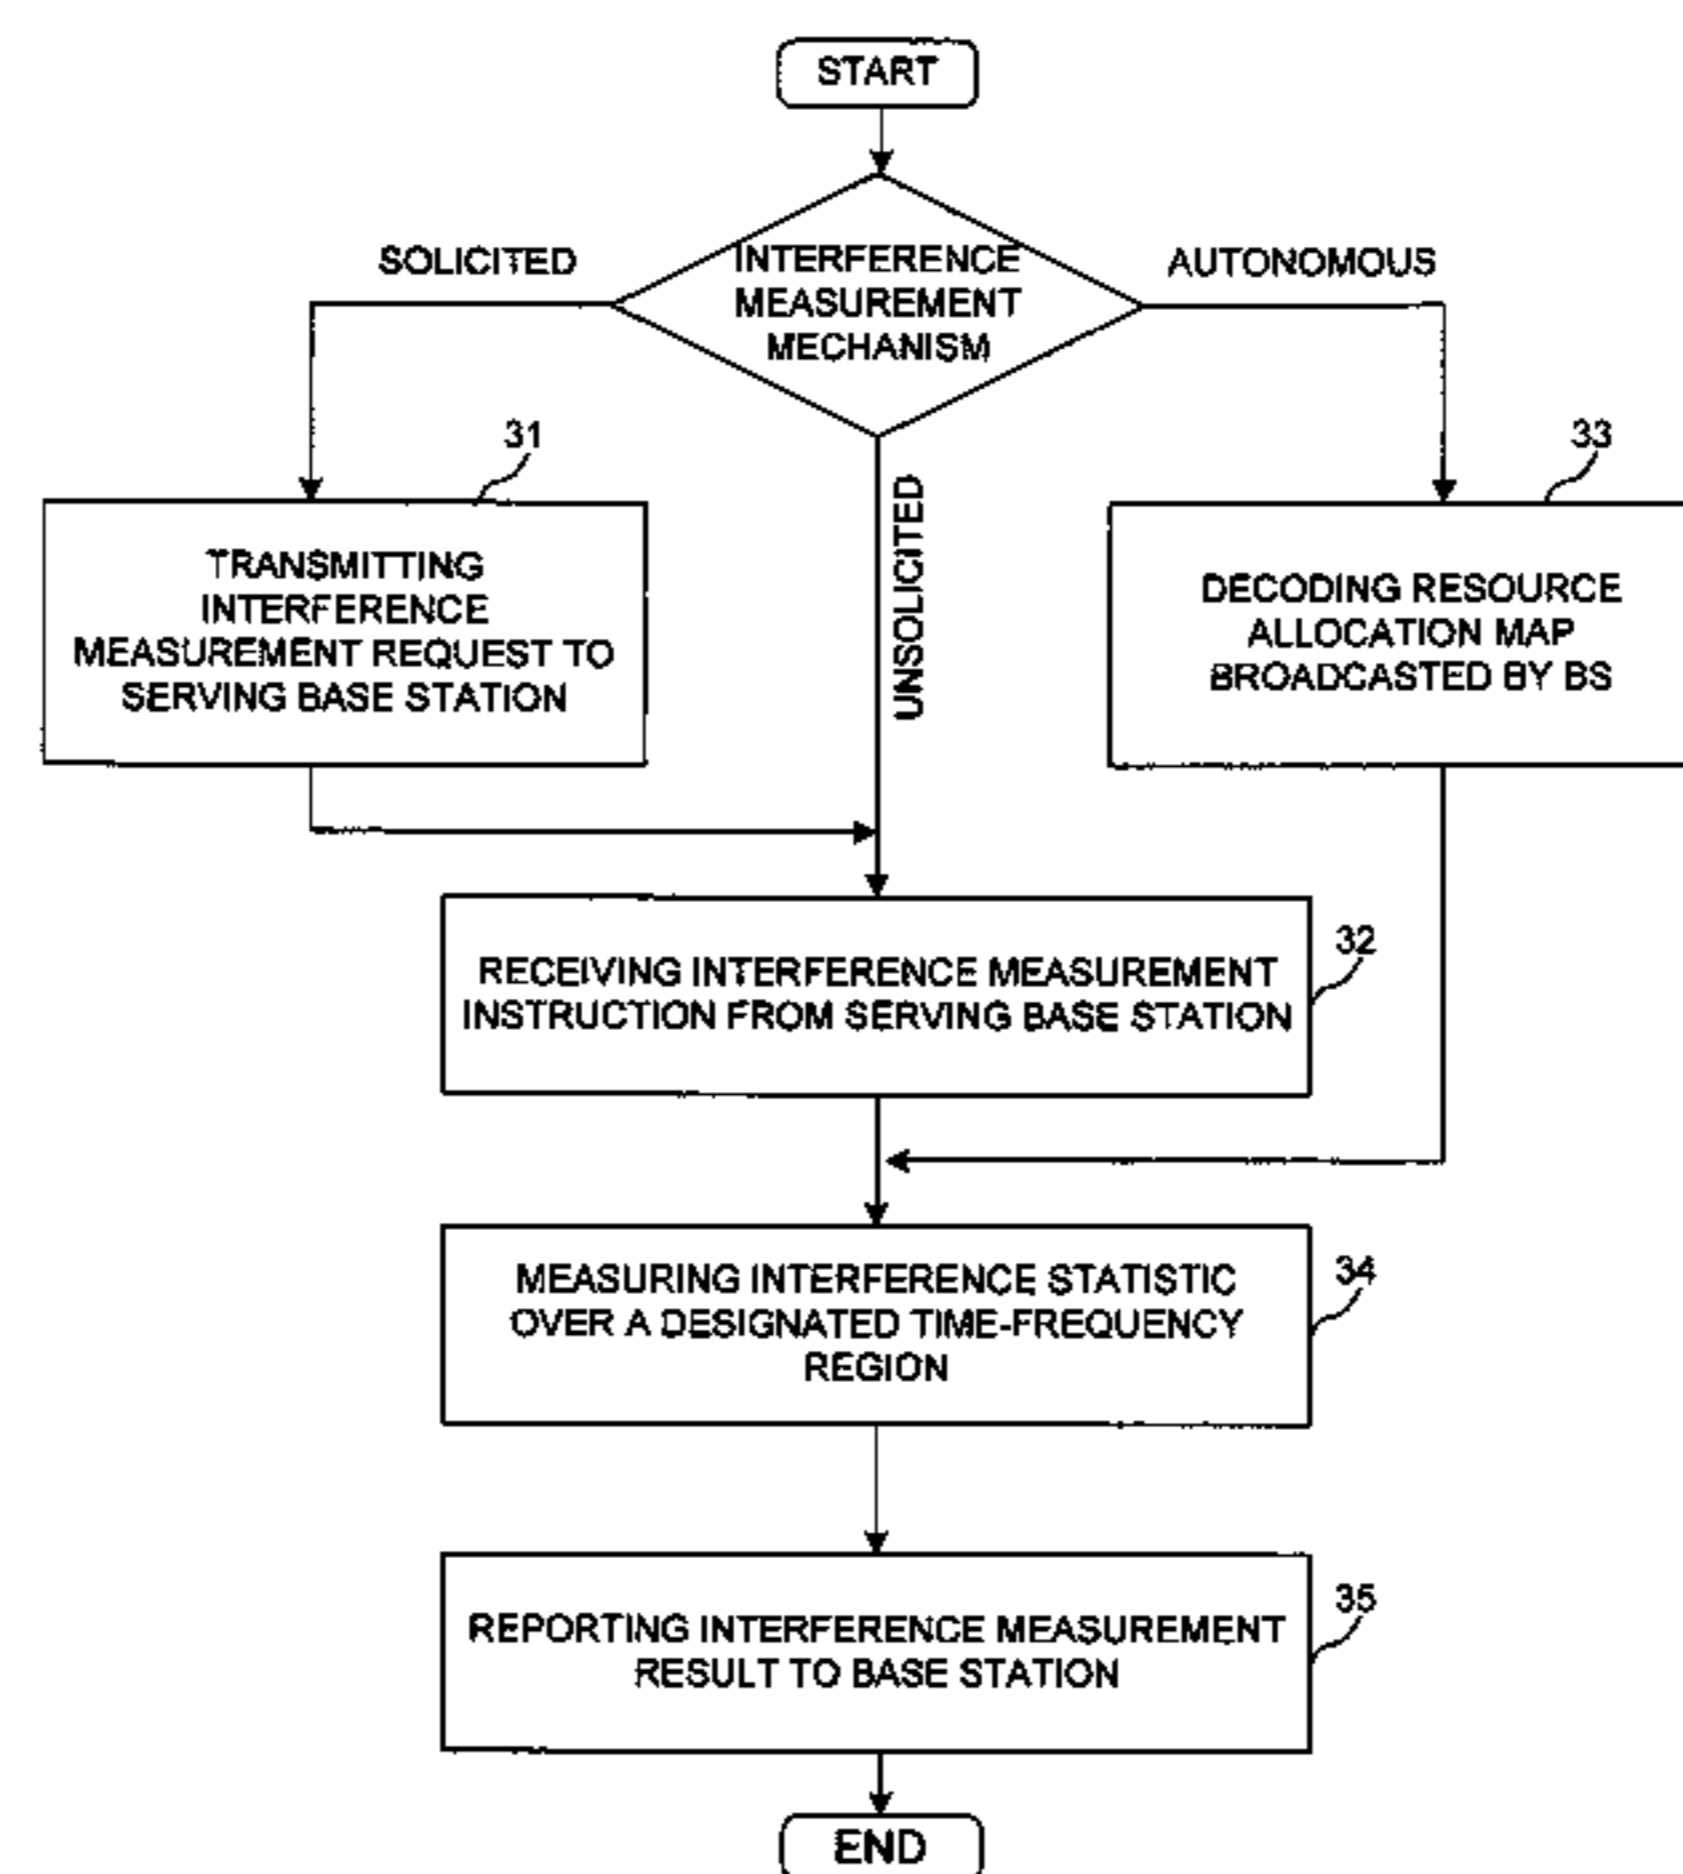 START
INTERFERENCE
MEASUREMENT
MECHANISM
SOLICITED
AUTONOMOUS
UNSOLICITED
31
TRANSMITTING
INTERFERENCE
MEASUREMENT REQUEST TO
SERVING BASE STATION
33
DECODING RESOURCE
ALLOCATION MAP
BROADCASTED BY BS
32
RECEIVING INTERFERENCE MEASUREMENT
INSTRUCTION FROM SERVING BASE STATION
34
MEASURING INTERFERENCE STATISTIC
OVER A DESIGNATED TIME-FREQUENCY
REGION
35
REPORTING INTERFERENCE MEASUREMENT
RESULT TO BASE STATION
END